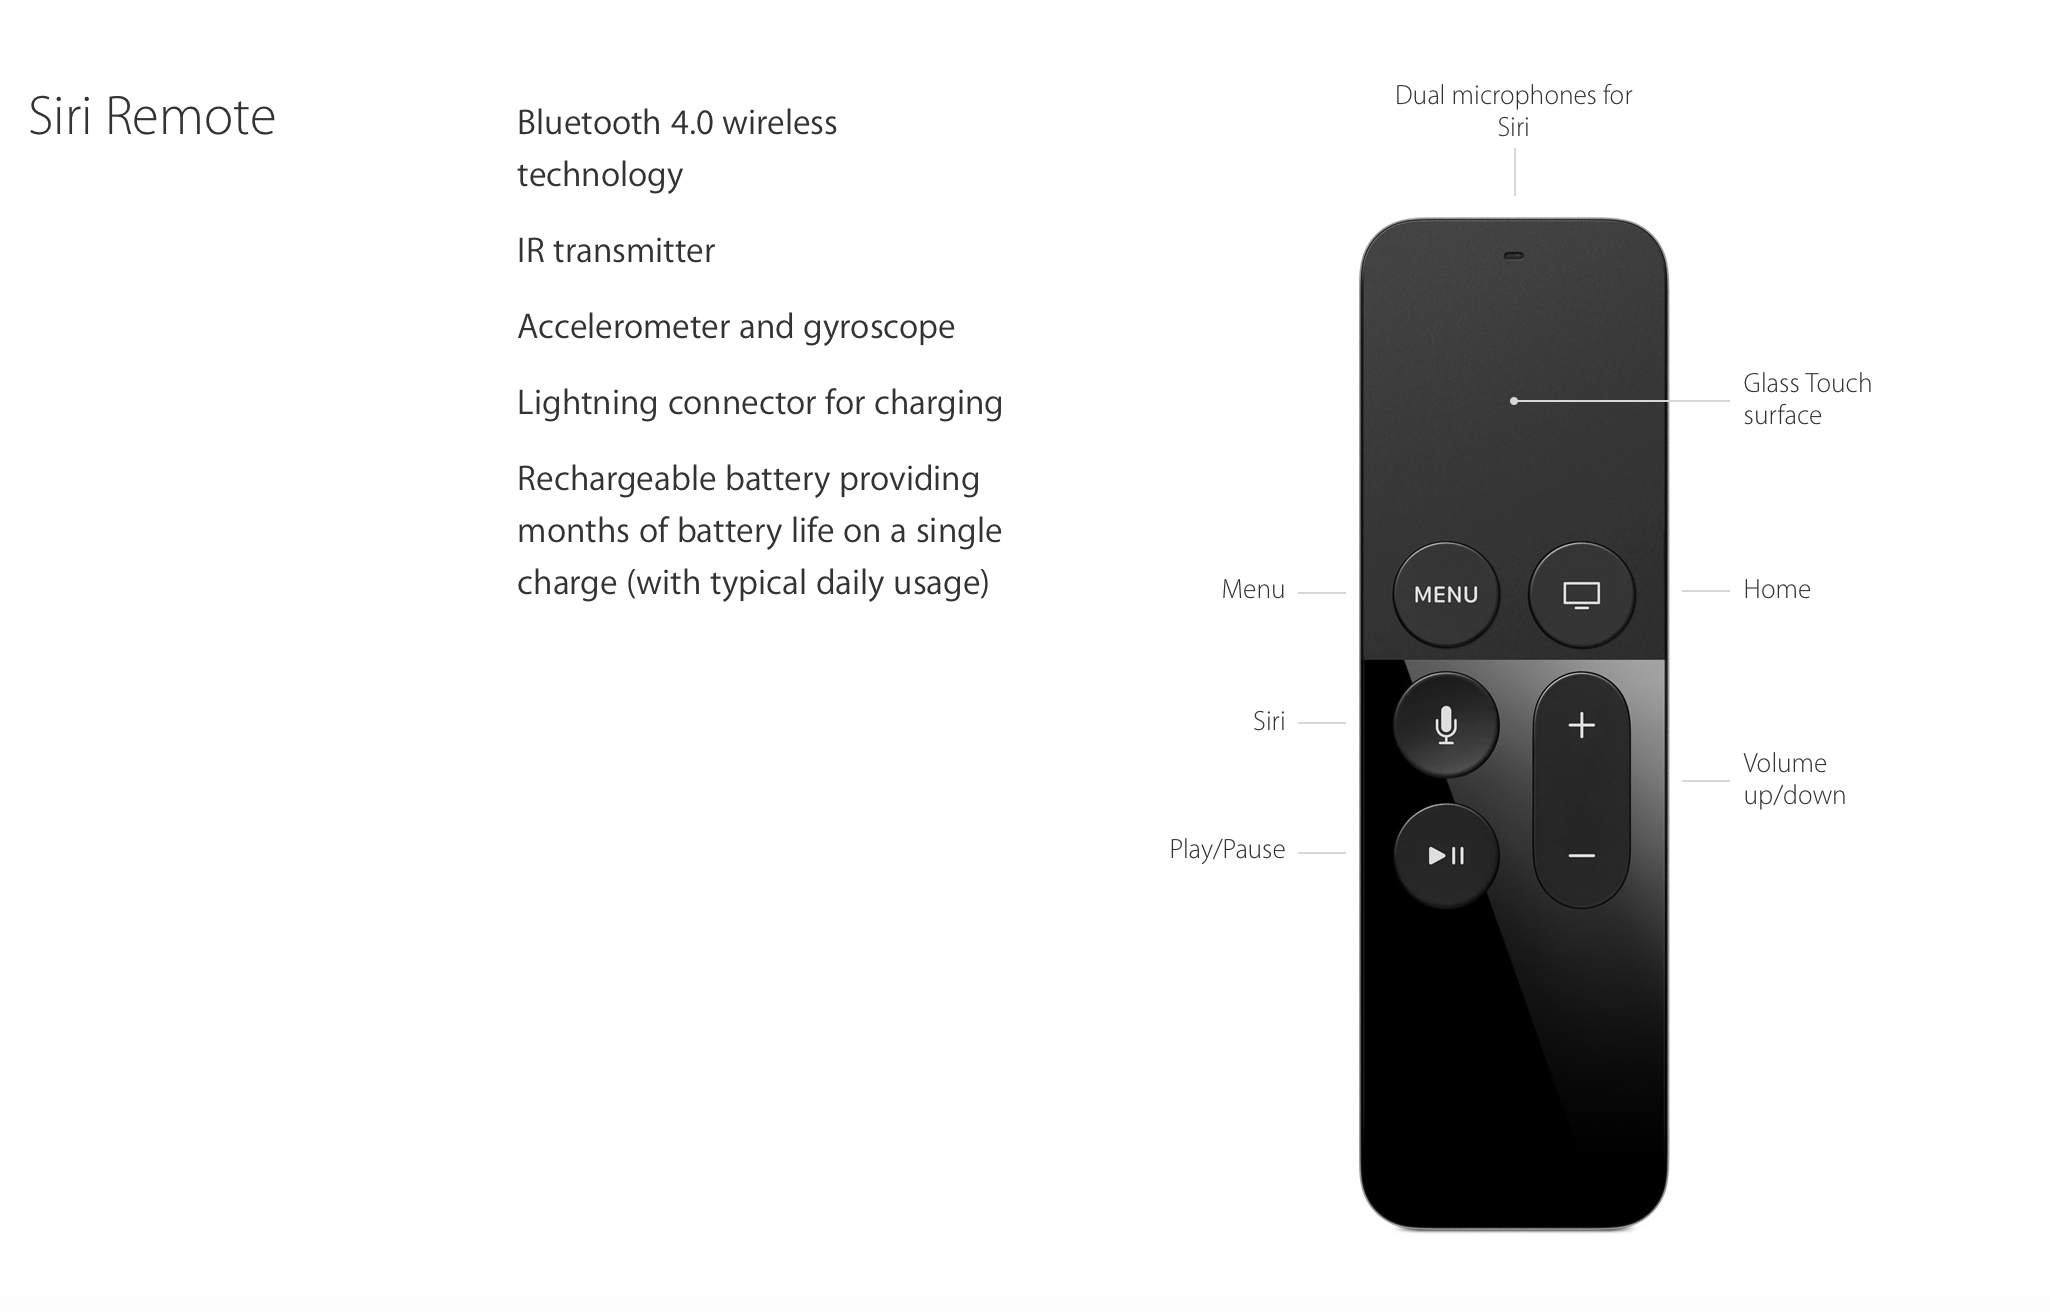 Siri Remote
Bluetooth 4.0 wireless
technology
IR transmitter
Accelerometer and gyroscope
Lightning connector for charging
Rechargeable battery providing
months of battery life on a single
charge (with typical daily usage)
Dual microphones for
Siri
Glass Touch
surface
Menu
MENU
Home
Siri
Volume
up/down
Play/Pause